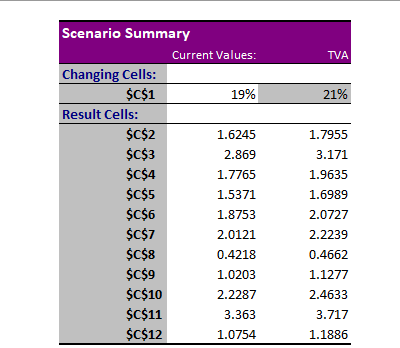 Scenario Summary
Current Values: TVA
Changing Cells:
$C$1 19% 21%
Result Cells:
$C$2 1.6245 1.7955
$C$3 2.869 3.171
$C$4 1.7765 1.9635
$C$5 1.5371 1.6989
$C$6 1.8753 2.0727
$C$7 2.0121 2.2239
$C$8 0.4218 0.4662
$C$9 1.0203 1.1277
$C$10 2.2287 2.4633
$C$11 3.363 3.717
$C$12 1.0754 1.1886